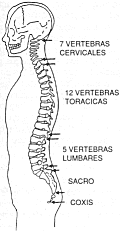 7 VERTEBRAS
CERVICALES
12 VERTEBRAS
TORACICAS
5 VERTEBRAS
LUMBARES
SACRO
COXIS